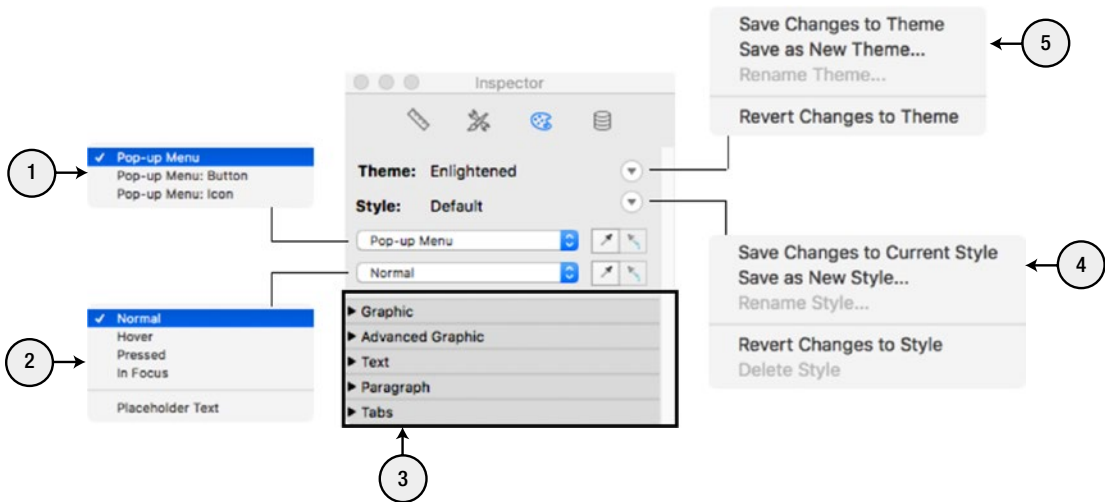 Save Changes to Theme
Save as New Theme...
Rename Theme...
Revert Changes to Theme
5
Inspector
1
✓ Pop-up Menu
Pop-up Menu: Button
Pop-up Menu: Icon
Theme: Enlightened
Style: Default
Pop-up Menu
Normal
Save Changes to Current Style
Save as New Style...
Rename Style...
Revert Changes to Style
Delete Style
4
2
✓ Normal
Hover
Pressed
In Focus
Placeholder Text
Graphic
Advanced Graphic
Text
Paragraph
Tabs
3